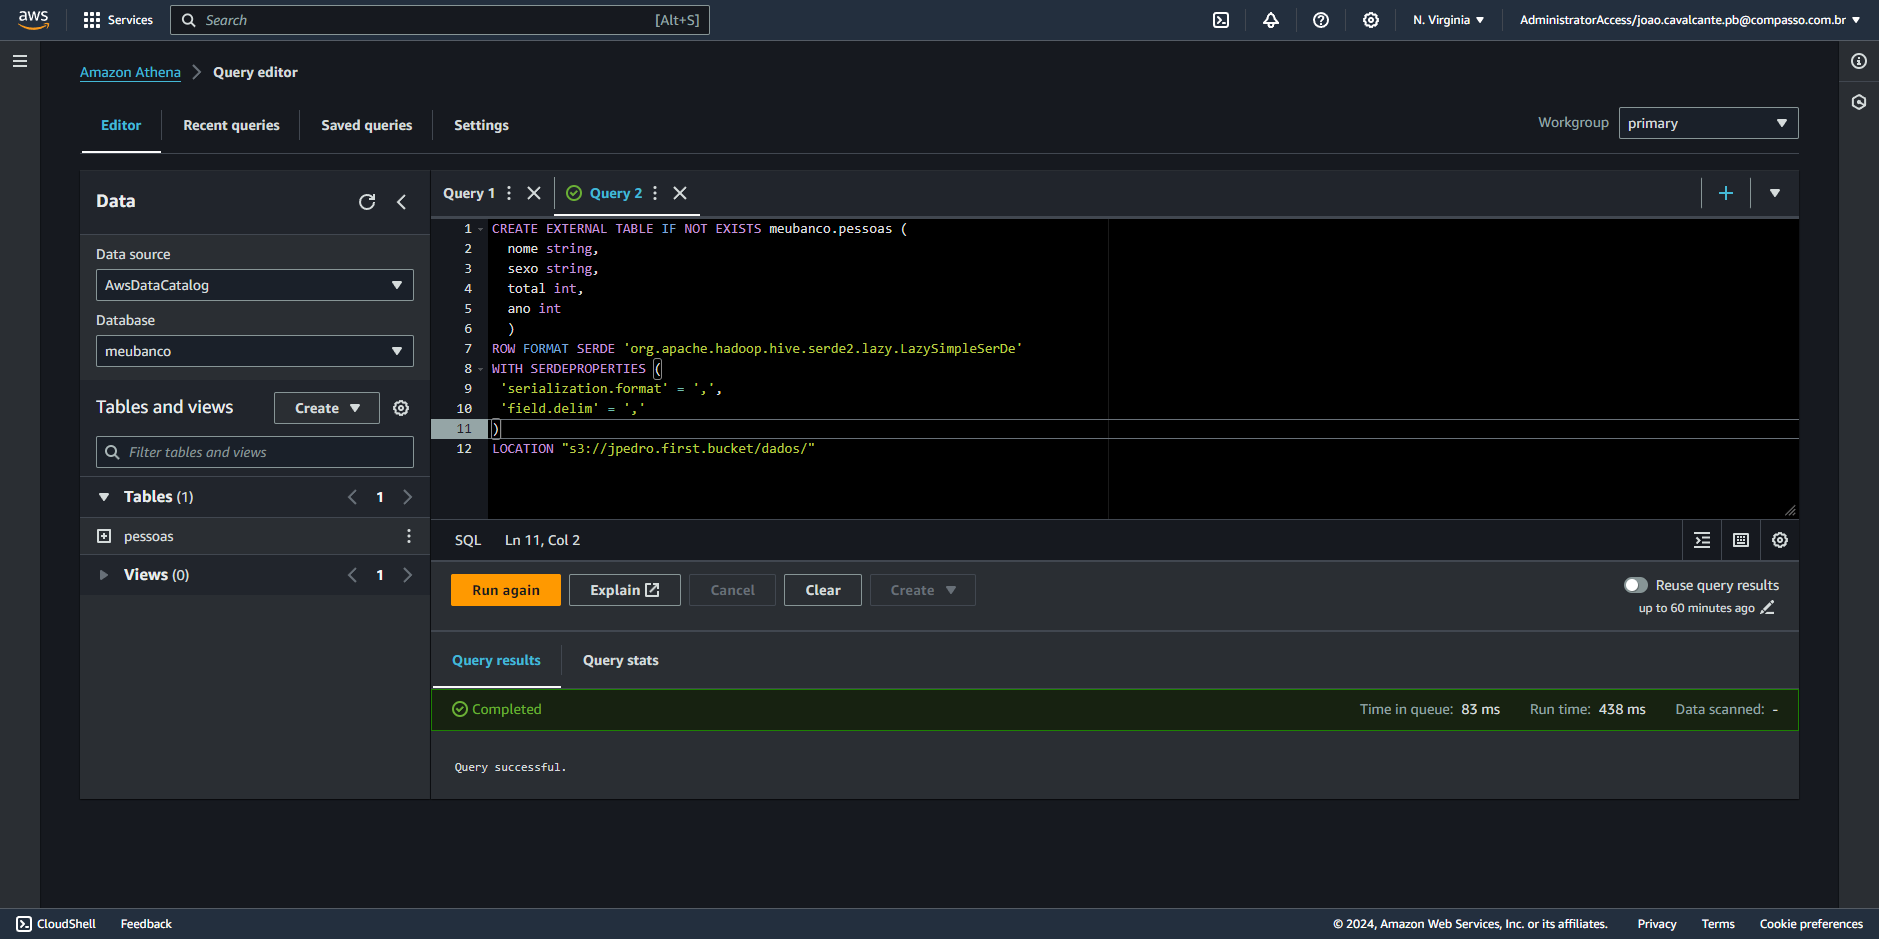 aws Services Search [Alt+S] N. Virginia AdministratorAccess/joao.cavalcante.pb@compasso.com.br
Amazon Athena Query editor
Editor Recent queries Saved queries Settings Workgroup primary
Data
Data source
AwsDataCatalog
Database
meubanco
Tables and views Create
Filter tables and views
Tables (1) 1
pessoas
Views (0) 1
Query 1 Query 2
1 CREATE EXTERNAL TABLE IF NOT EXISTS meubanco.pessoas (
2 nome string,
3 sexo string,
4 total int,
5 ano int
6 )
7 ROW FORMAT SERDE 'org.apache.hadoop.hive.serde2.lazy.LazySimpleSerDe'
8 WITH SERDEPROPERTIES (
9 'serialization.format' = ',',
10 'field.delim' = ','
11 )
12 LOCATION "s3://jpedro.first.bucket/dados/"
SQL Ln 11, Col 2
Run again Explain Cancel Clear Create Reuse query results
up to 60 minutes ago
Query results Query stats
Completed Time in queue: 83 ms Run time: 438 ms Data scanned: -
Query successful.
CloudShell Feedback © 2024, Amazon Web Services, Inc. or its affiliates. Privacy Terms Cookie preferences